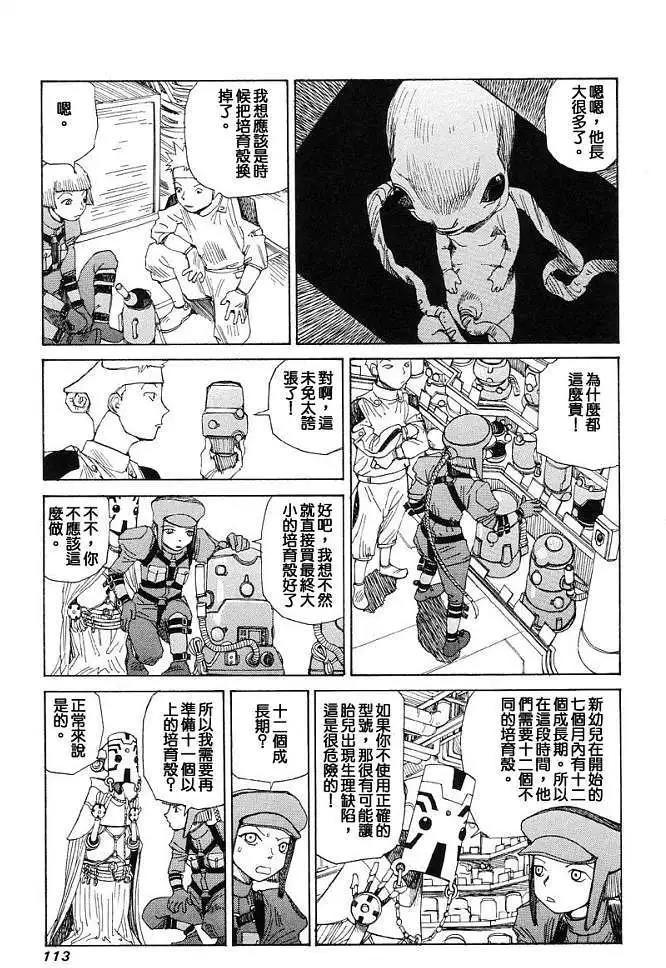 嗯嗯，他長
大很多了。
我想應該是時
候把培育殼換
掉了。
嗯。
為什麼都
這麼貴！
對啊，這
未免太誇
張了！
好吧，我想不然
就直接買最終大
小的培育殼好了
不不，你
不應該這
麼做。
新幼兒在開始的
七個月內有十二
個成長期。所以
在這段時間，他
們需要十二個不
同的培育殼。
如果你不使用正確的
型號，那很有可能讓
胎兒出現生理缺陷，
這是很危險的！
十二個成
長期？
所以我需要再
準備十一個以
上的培育殼？
正常來說
是的。
113